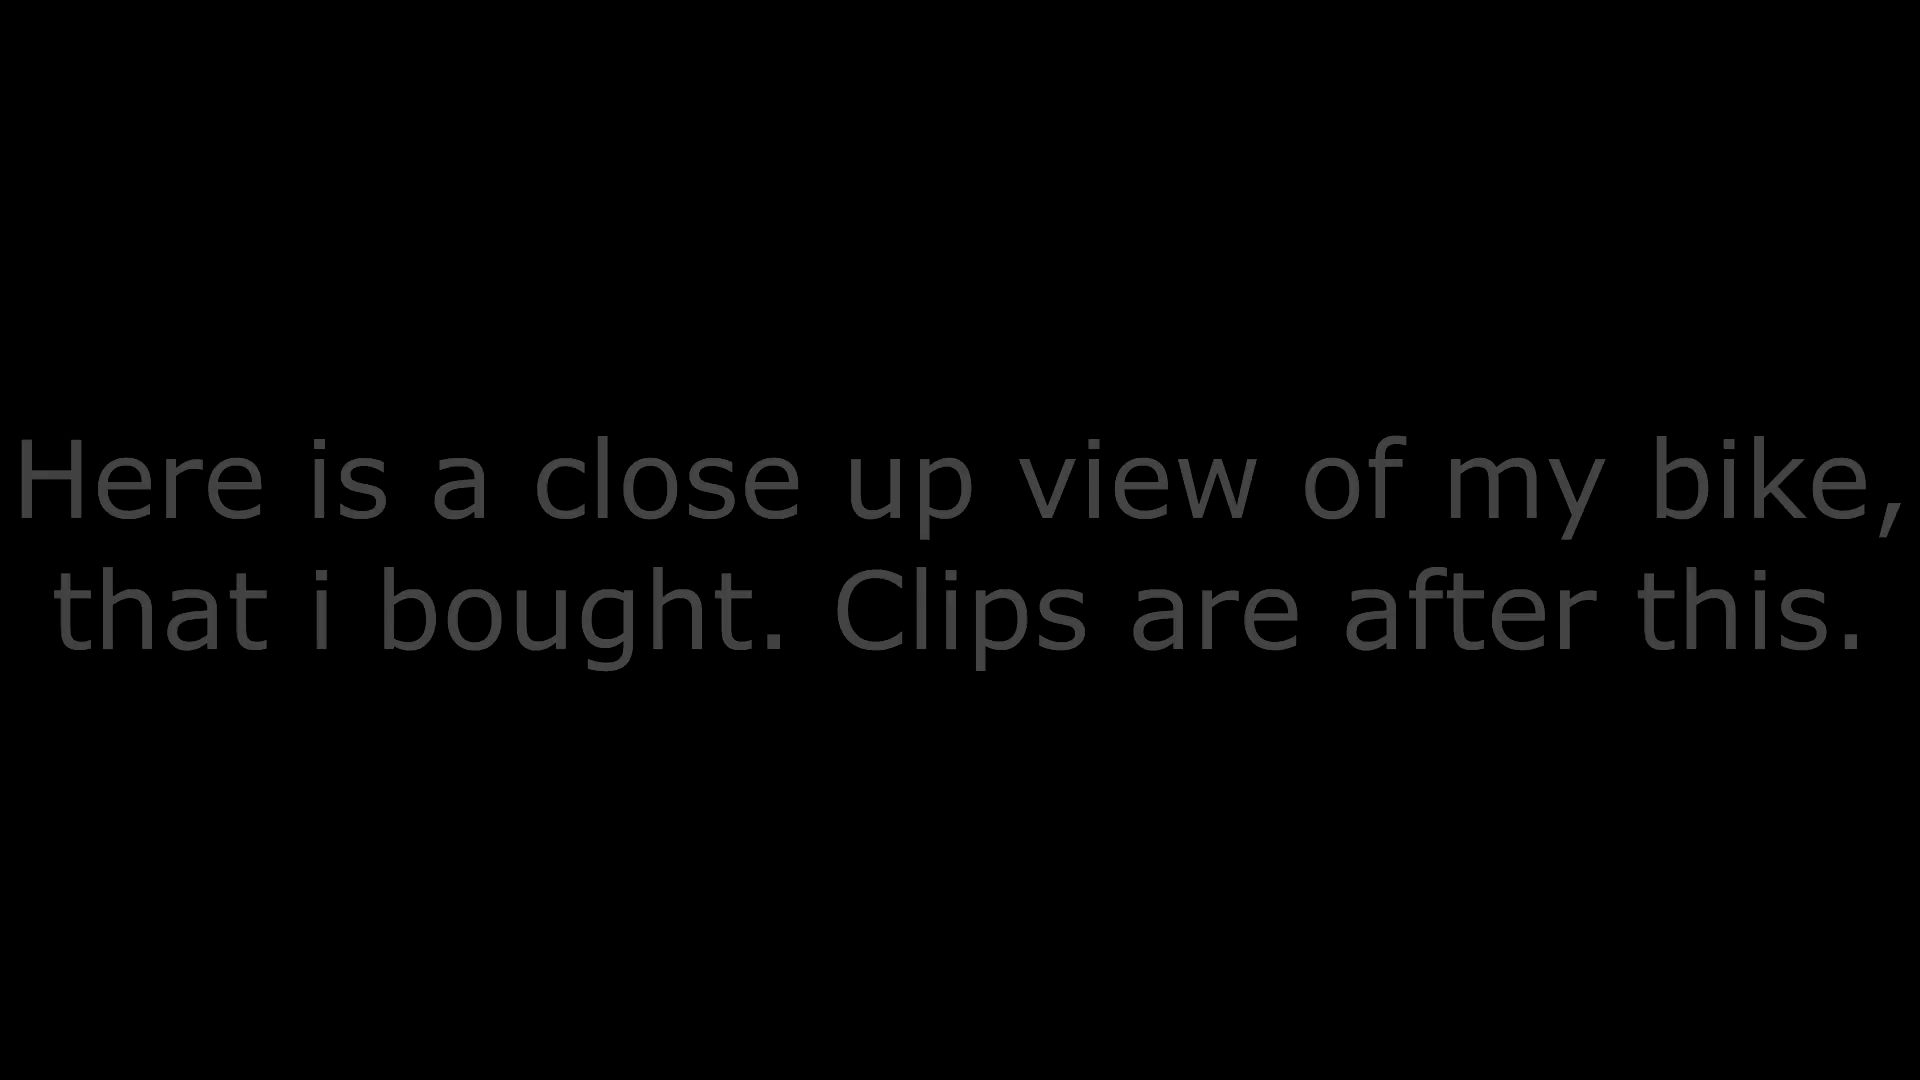 Here is a close up view of my bike,
that i bought. Clips are after this.